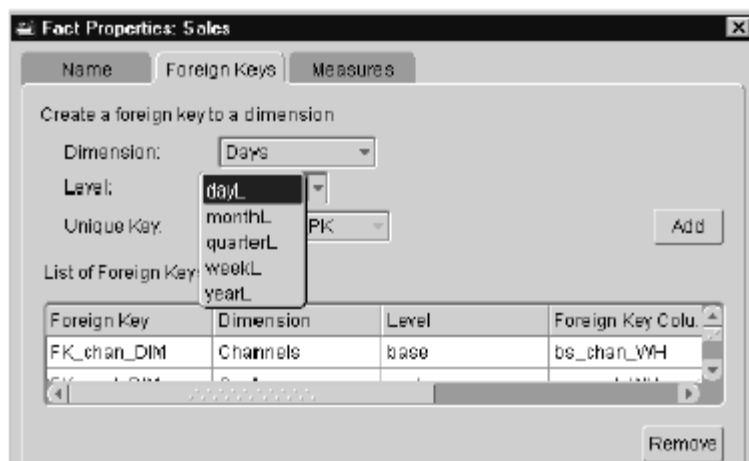 Fact Properties: Sales
Name Foreign Keys Measures
Create a foreign key to a dimension
Dimension: Days
Level:
dayL
monthL
Unique Key: PK Add
quarterL
weekL
List of Foreign Key
yearL
Foreign Key Dimension Level Foreign Key Colu.
FK_chan_DIM Channels base bs_chan_WH
Remove